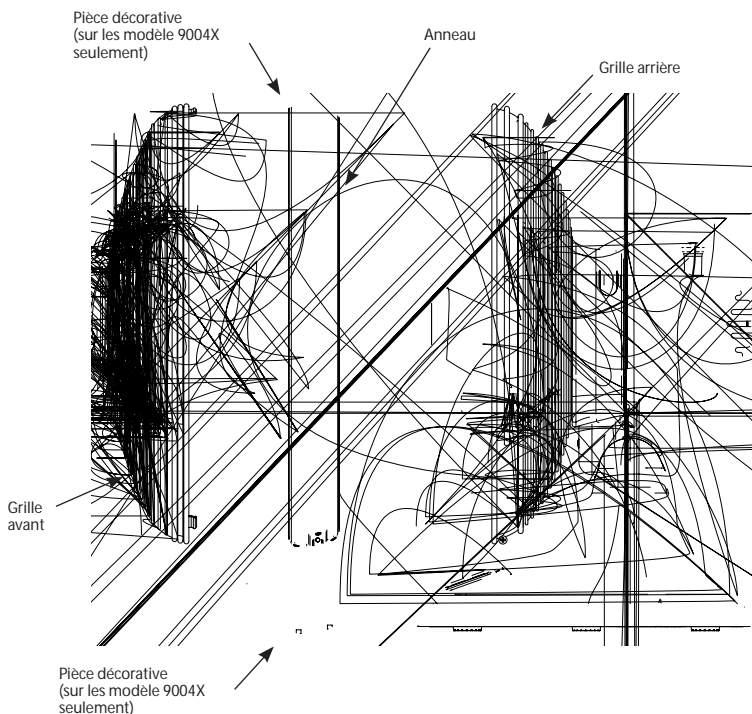 Pièce décorative
(sur les modèle 9004X
seulement)
Anneau
Grille arrière
Grille
avant
Pièce décorative
(sur les modèle 9004X
seulement)